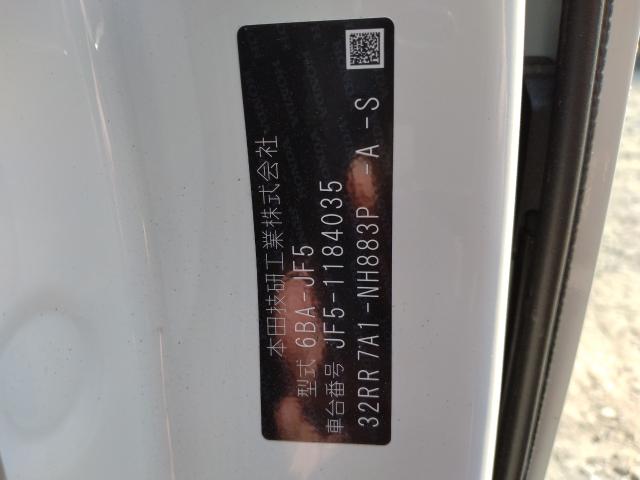 本田技研工業株式会社
型式 6BA-JF5
車台番号 JF5-1184035
32RR 7A1-NH883P -A -S